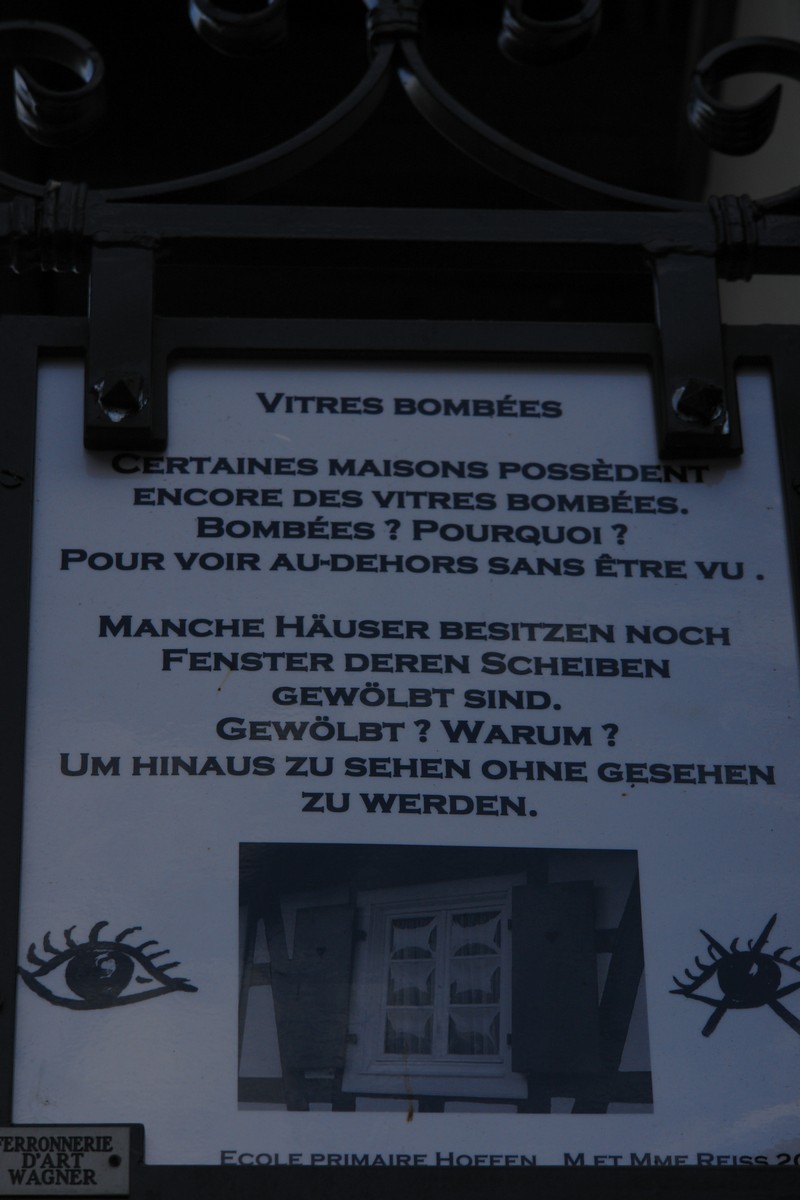 Vitres bombées
Certaines maisons possèdent
encore des vitres bombées.
Bombées ? Pourquoi ?
Pour voir au-dehors sans être vu .
Manche Häuser besitzen noch
Fenster deren Scheiben
gewölbt sind.
Gewölbt ? Warum ?
Um hinaus zu sehen ohne gesehen
zu werden.
Ecole primaire Hoffen M et Mme Reiss
FERRONNERIE
D'ART
WAGNER